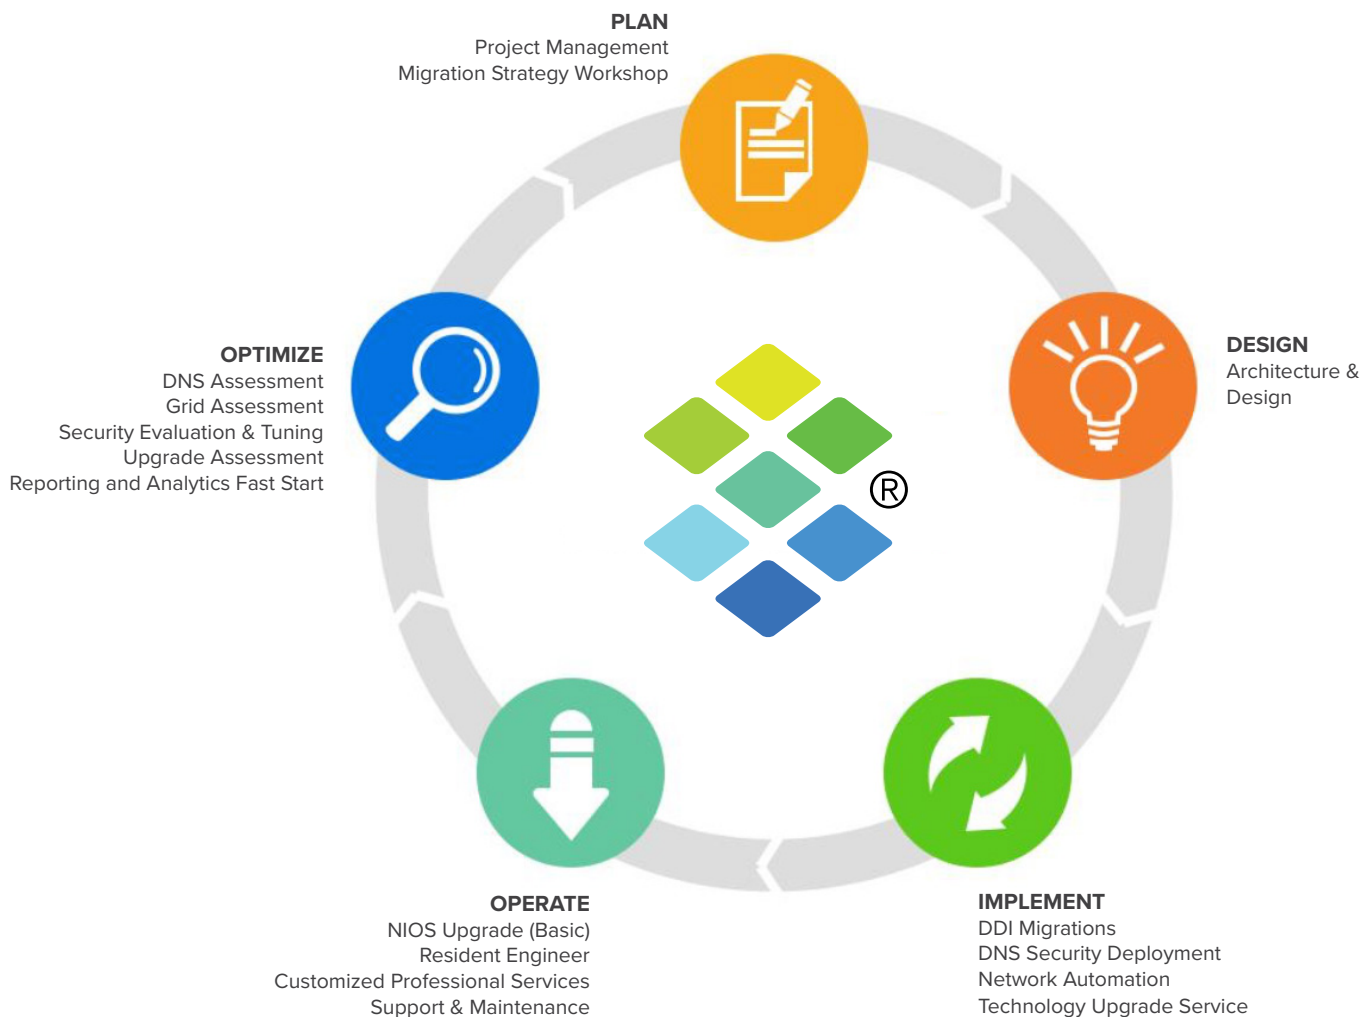 PLAN
Project Management
Migration Strategy Workshop
DESIGN
Architecture &
Design
OPTIMIZE
DNS Assessment
Grid Assessment
Security Evaluation & Tuning
Upgrade Assessment
Reporting and Analytics Fast Start
®
OPERATE
NIOS Upgrade (Basic)
Resident Engineer
Customized Professional Services
Support & Maintenance
IMPLEMENT
DDI Migrations
DNS Security Deployment
Network Automation
Technology Upgrade Service